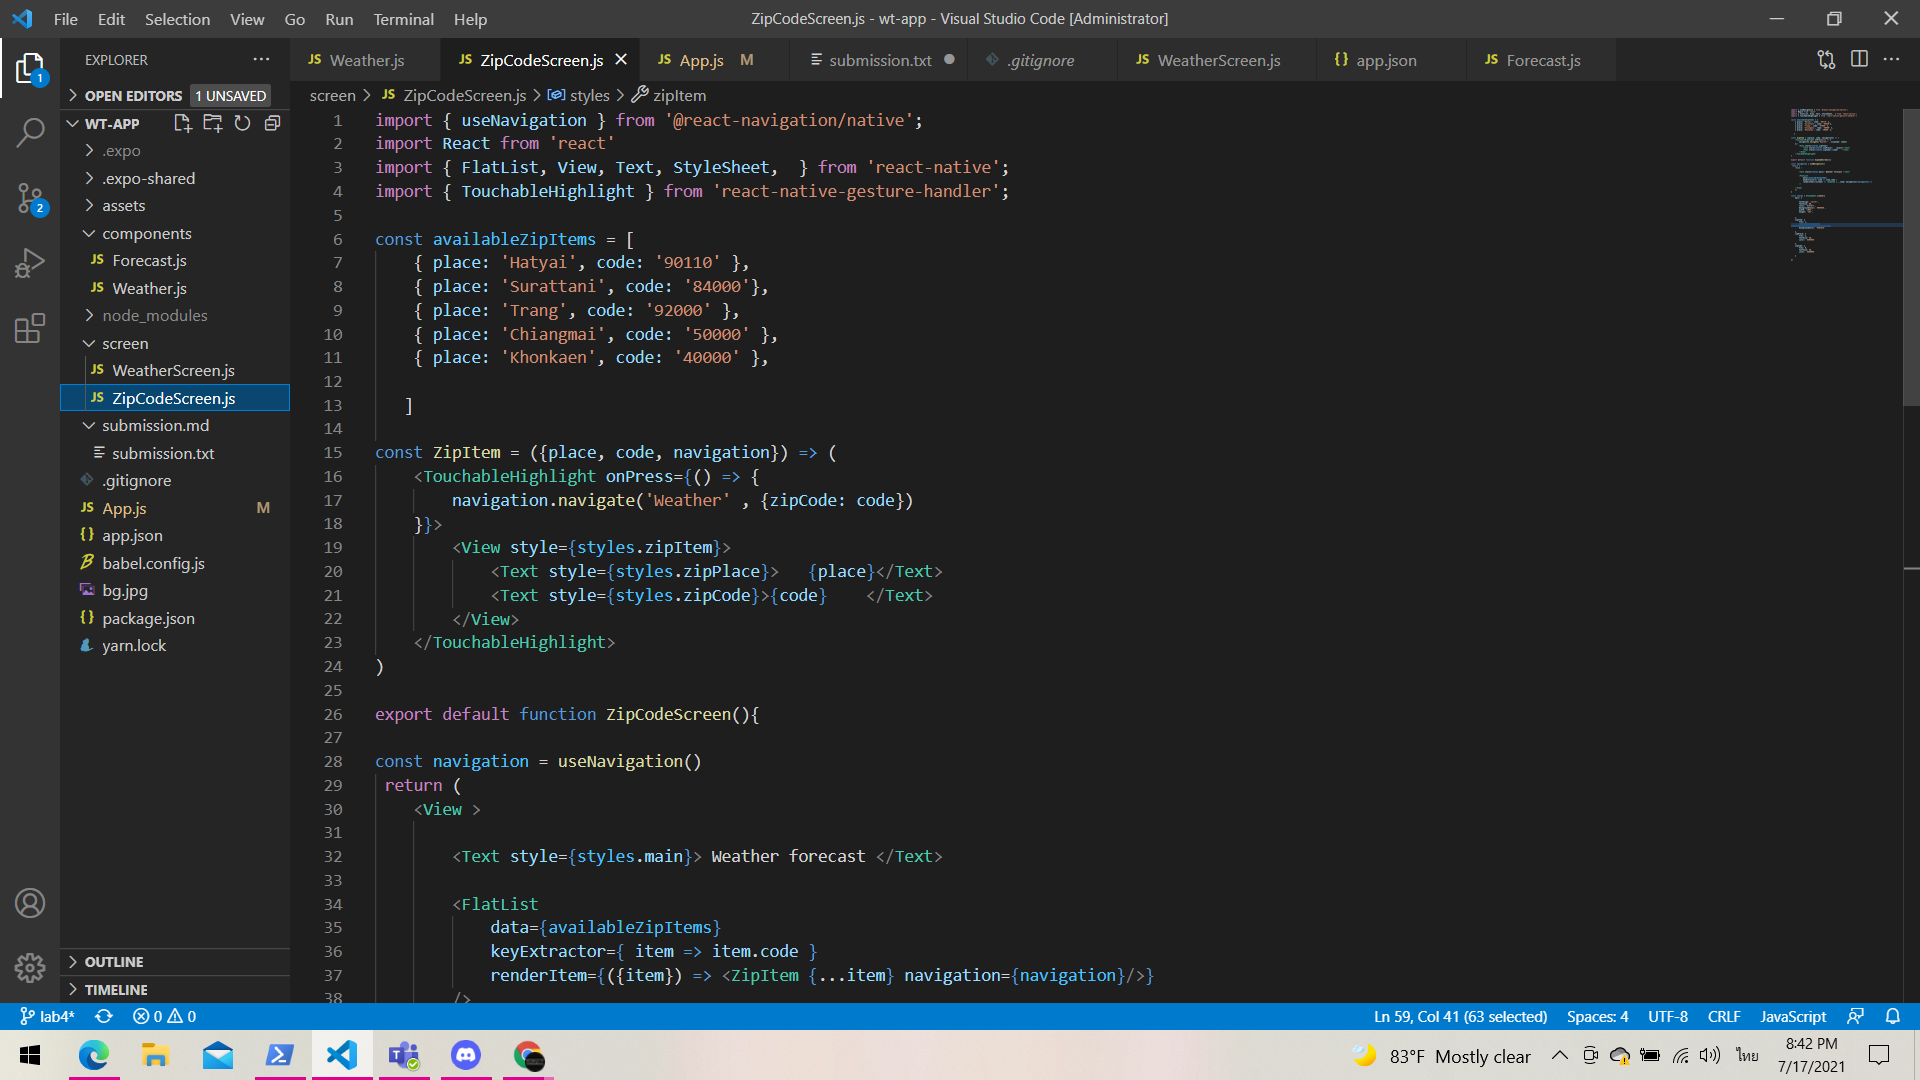 File Edit Selection View Go Run Terminal Help
ZipCodeScreen.js - wt-app - Visual Studio Code [Administrator]
EXPLORER
JS Weather.js
JS ZipCodeScreen.js
JS App.js M
submission.txt
.gitignore
JS WeatherScreen.js
{} app.json
JS Forecast.js
OPEN EDITORS 1 UNSAVED
WT-APP
.expo
.expo-shared
assets
components
JS Forecast.js
JS Weather.js
node_modules
screen
JS WeatherScreen.js
JS ZipCodeScreen.js
submission.md
submission.txt
.gitignore
JS App.js M
{} app.json
babel.config.js
bg.jpg
{} package.json
yarn.lock
OUTLINE
TIMELINE
1
2
screen > JS ZipCodeScreen.js > styles > zipItem
1 import { useNavigation } from '@react-navigation/native';
2 import React from 'react'
3 import { FlatList, View, Text, StyleSheet,  } from 'react-native';
4 import { TouchableHighlight } from 'react-native-gesture-handler';
5
6 const availableZipItems = [
7 { place: 'Hatyai', code: '90110' },
8 { place: 'Surattani', code: '84000'},
9 { place: 'Trang', code: '92000' },
10 { place: 'Chiangmai', code: '50000' },
11 { place: 'Khonkaen', code: '40000' },
12
13 ]
14
15 const ZipItem = ({place, code, navigation}) => (
16 <TouchableHighlight onPress={() => {
17 navigation.navigate('Weather' , {zipCode: code})
18 }}>
19 <View style={styles.zipItem}>
20 <Text style={styles.zipPlace}>   {place}</Text>
21 <Text style={styles.zipCode}>{code}    </Text>
22 </View>
23 </TouchableHighlight>
24 )
25
26 export default function ZipCodeScreen(){
27
28 const navigation = useNavigation()
29 return (
30 <View >
31
32 <Text style={styles.main}> Weather forecast </Text>
33
34 <FlatList
35 data={availableZipItems}
36 keyExtractor={ item => item.code }
37 renderItem={({item}) => <ZipItem {...item} navigation={navigation}/>}
38 />
lab4* 0 0
Ln 59, Col 41 (63 selected) Spaces: 4 UTF-8 CRLF JavaScript
83°F Mostly clear
ไทย
8:42 PM
7/17/2021